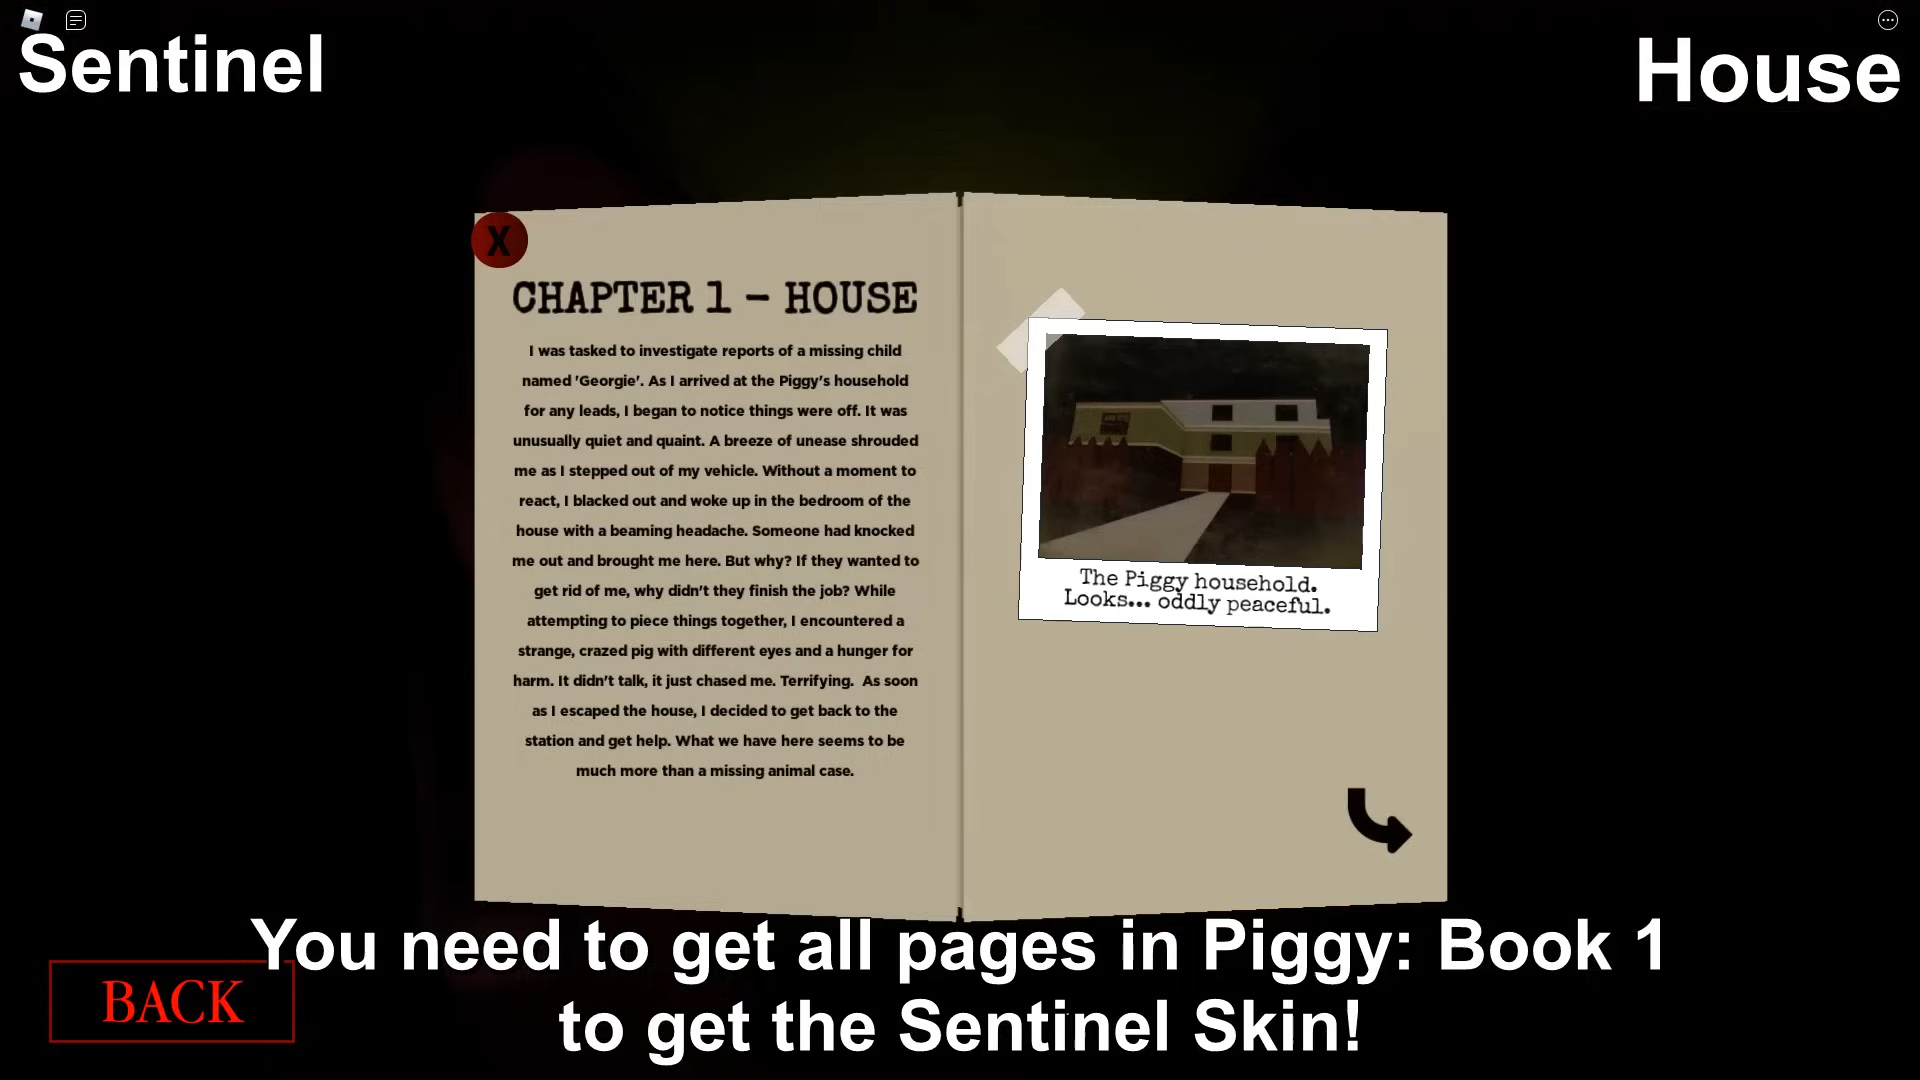 Sentinel
House
X
CHAPTER 1 - HOUSE
I was tasked to investigate reports of a missing child
named 'Georgie'. As I arrived at the Piggy's household
for any leads, I began to notice things were off. It was
unusually quiet and quaint. A breeze of unease shrouded
me as I stepped out of my vehicle. Without a moment to
react, I blacked out and woke up in the bedroom of the
house with a beaming headache. Someone had knocked
me out and brought me here. But why? If they wanted to
get rid of me, why didn't they finish the job? While
attempting to piece things together, I encountered a
strange, crazed pig with different eyes and a hunger for
harm. It didn't talk, it just chased me. Terrifying.  As soon
as I escaped the house, I decided to get back to the
station and get help. What we have here seems to be
much more than a missing animal case.
The Piggy household.
Looks... oddly peaceful.
You need to get all pages in Piggy: Book 1
to get the Sentinel Skin!
BACK